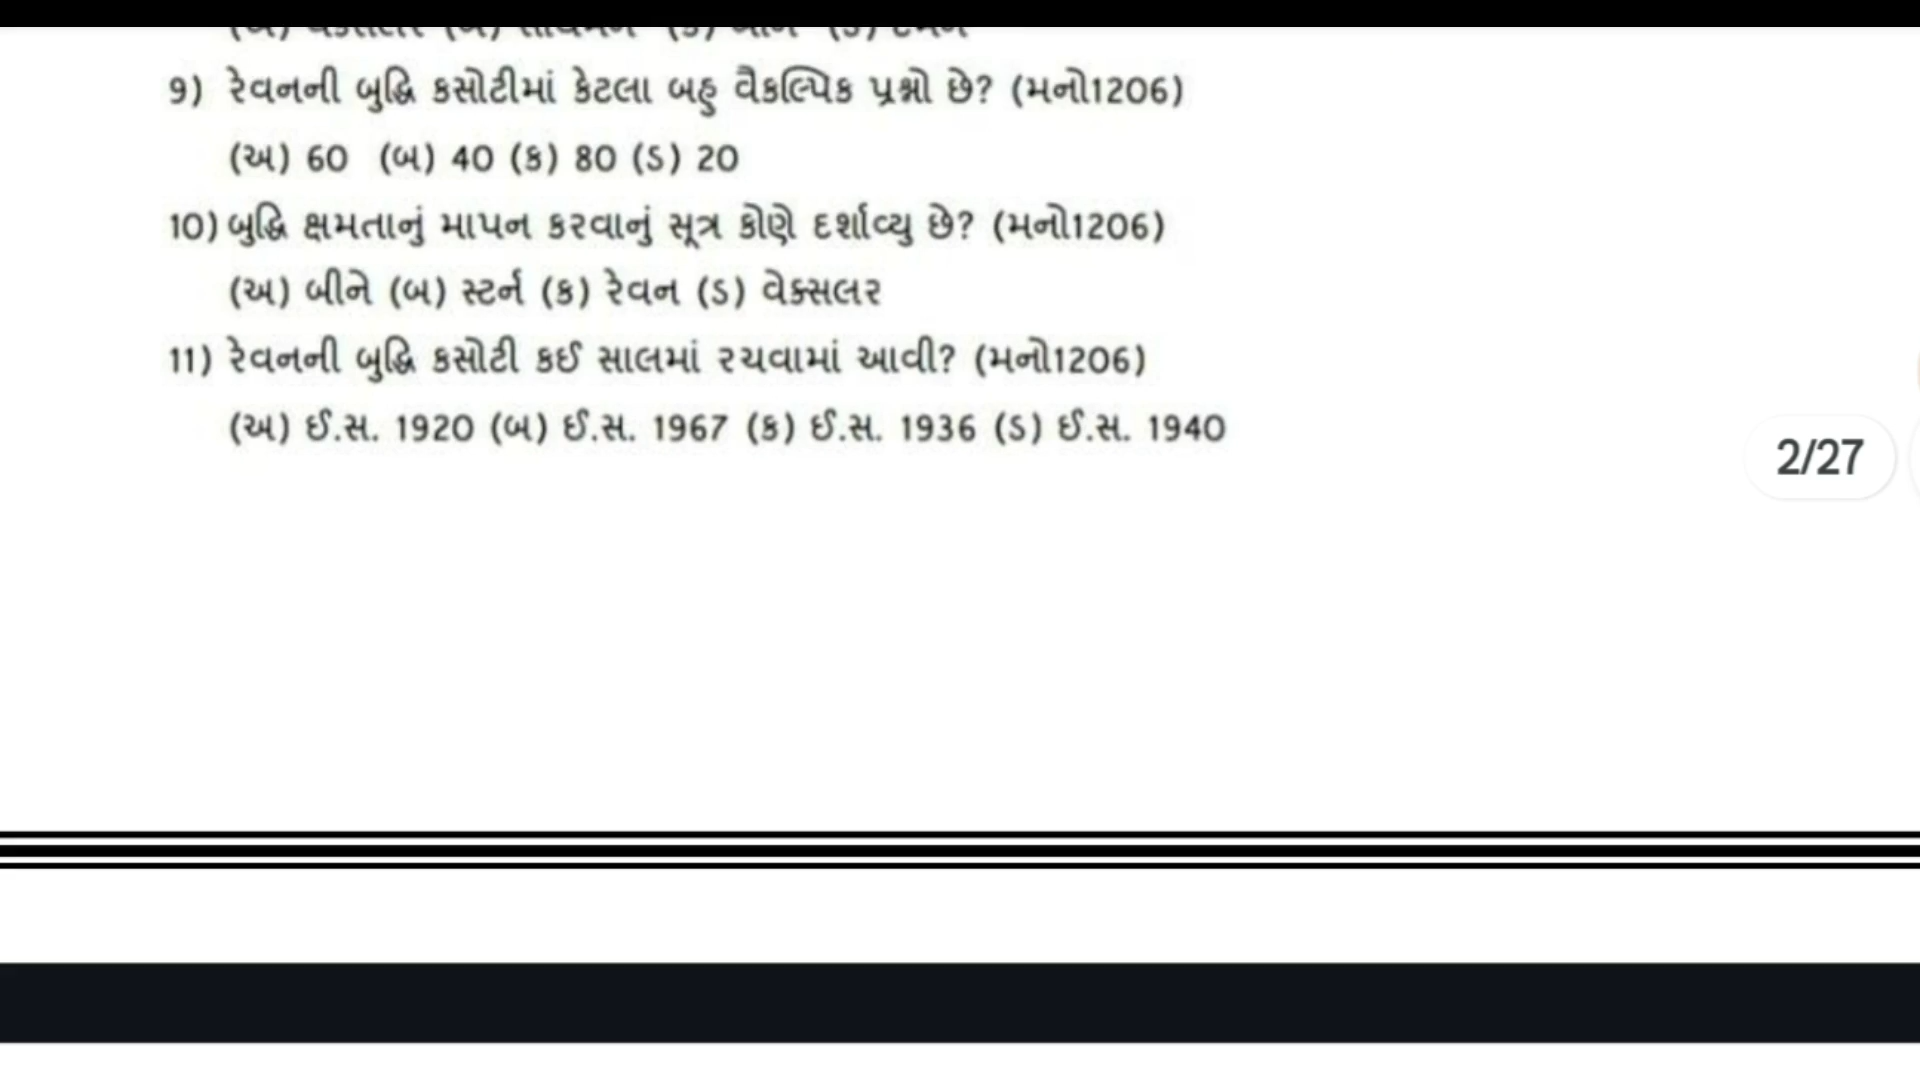 9) રેવનની બુદ્ધિ કસોટીમાં કેટલા બહુ વૈકલ્પિક પ્રશ્નો છે? (મનો1206)
(અ) 60 (બ) 40 (ક) 80 (ડ) 20
10) બુદ્ધિ ક્ષમતાનું માપન કરવાનું સૂત્ર કોણે દર્શાવ્યુ છે? (મનો1206)
(અ) બીને (બ) સ્ટર્ન (ક) રેવન (ડ) વેક્સલર
11) રેવનની બુદ્ધિ કસોટી કઈ સાલમાં રચવામાં આવી? (મનો1206)
(અ) ઈ.સ. 1920 (બ) ઈ.સ. 1967 (ક) ઈ.સ. 1936 (ડ) ઈ.સ. 1940
2/27